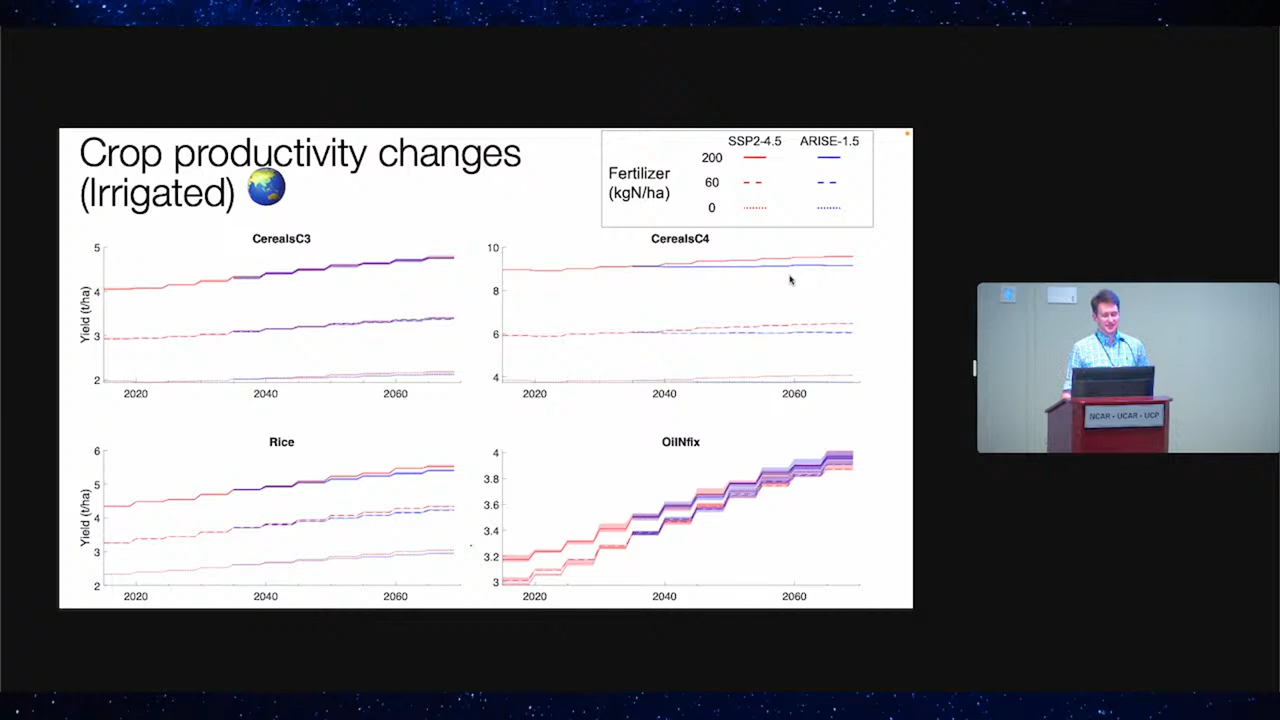 Crop productivity changes
(Irrigated)
SSP2-4.5 ARISE-1.5
Fertilizer
(kgN/ha)
200
60
0
CerealsC3
5
4
3
2
Yield (t/ha)
2020 2040 2060
CerealsC4
10
8
6
4
2020 2040 2060
Rice
6
5
4
3
2
Yield (t/ha)
2020 2040 2060
OilNfix
4
3.8
3.6
3.4
3.2
3
2020 2040 2060
NCAR • UCAR • UCP